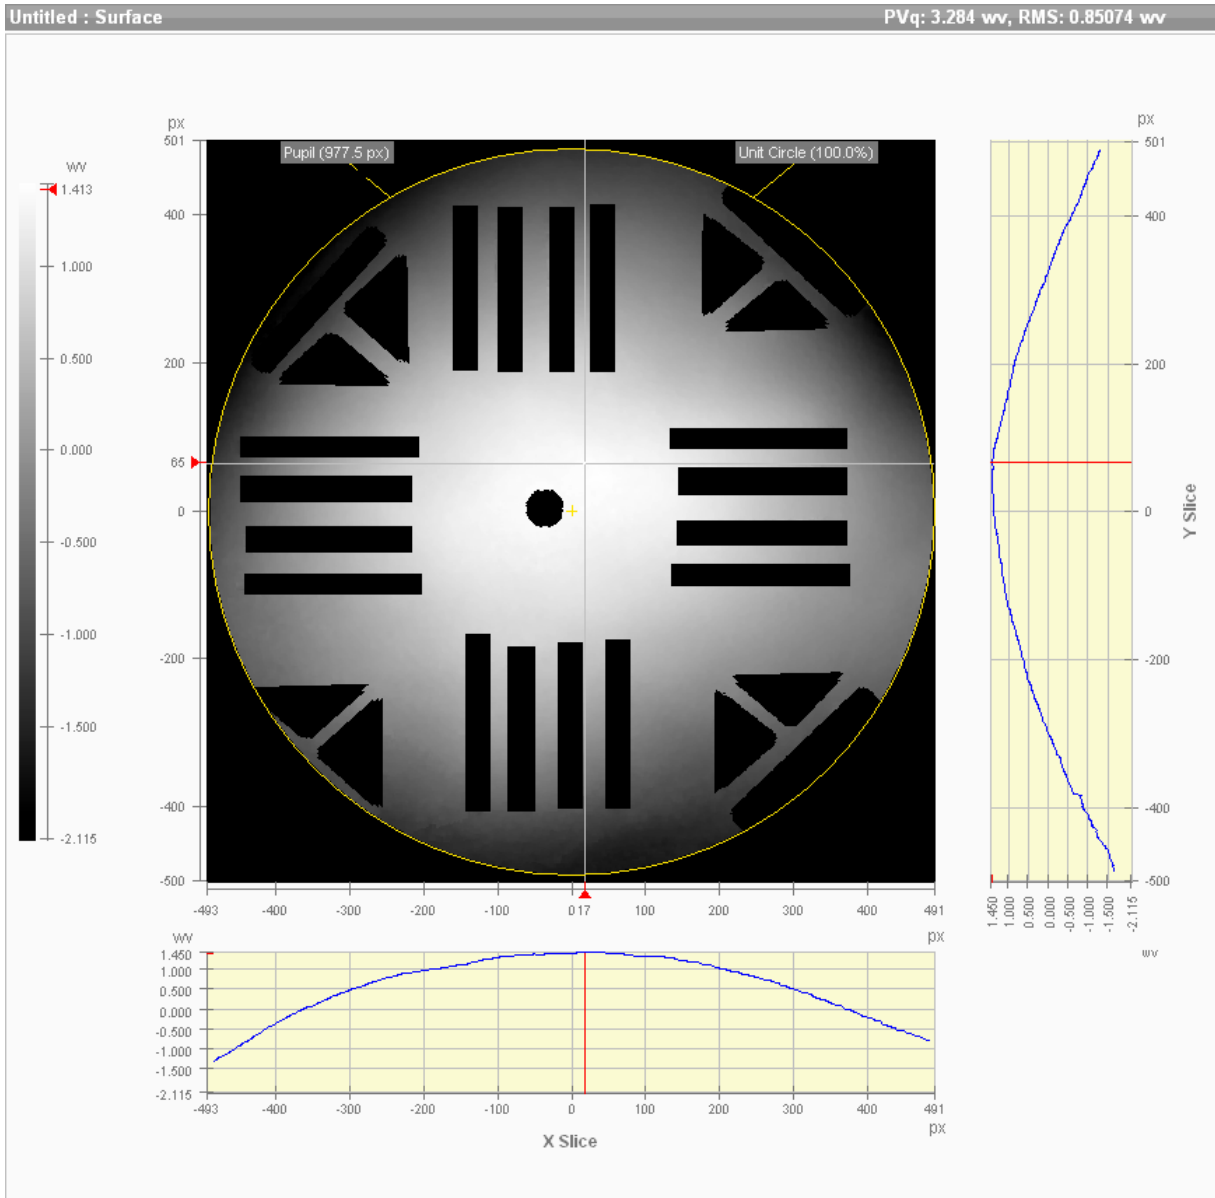 Untitled : Surface
PVq: 3.284 wv, RMS: 0.85074 wv
wv
1.413
1.000
0.500
0.000
-0.500
-1.000
-1.500
-2.115
px
501
400
200
65
0
-200
-400
-500
Pupil (977.5 px)
Unit Circle (100.0%)
-493 -400 -300 -200 -100 0 17 100 200 300 400 491
px
px
501
400
200
0
-200
-400
-500
Y Slice
1.450 1.000 0.500 0.000 -0.500 -1.000 -1.500 -2.115
wv
wv
1.450
1.000
0.500
0.000
-0.500
-1.000
-1.500
-2.115
-493 -400 -300 -200 -100 0 100 200 300 400 491
px
X Slice